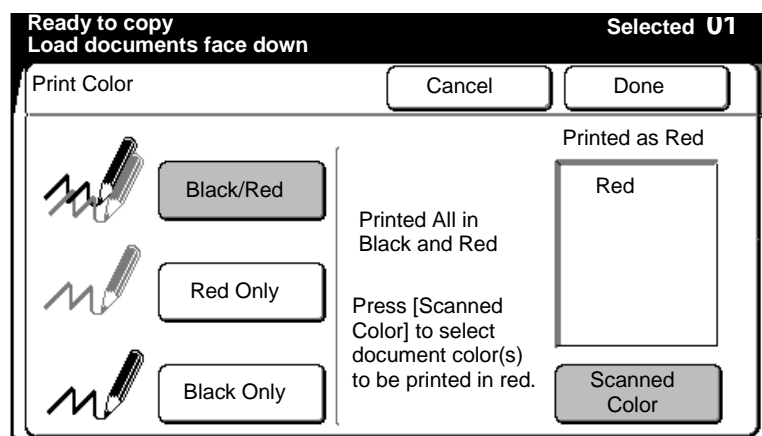 Ready to copy
Selected 01
Load documents face down
Print Color
Cancel
Done
Printed as Red
Black/Red
Red
Printed All in
Black and Red
Red Only
Press [Scanned
Color] to select
document color(s)
to be printed in red.
Black Only
Scanned
Color